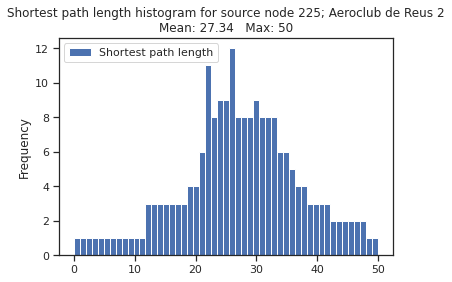 Shortest path length histogram for source node 225; Aeroclub de Reus 2
Mean: 27.34   Max: 50
Shortest path length
Frequency
12
10
8
6
4
2
0
0 10 20 30 40 50